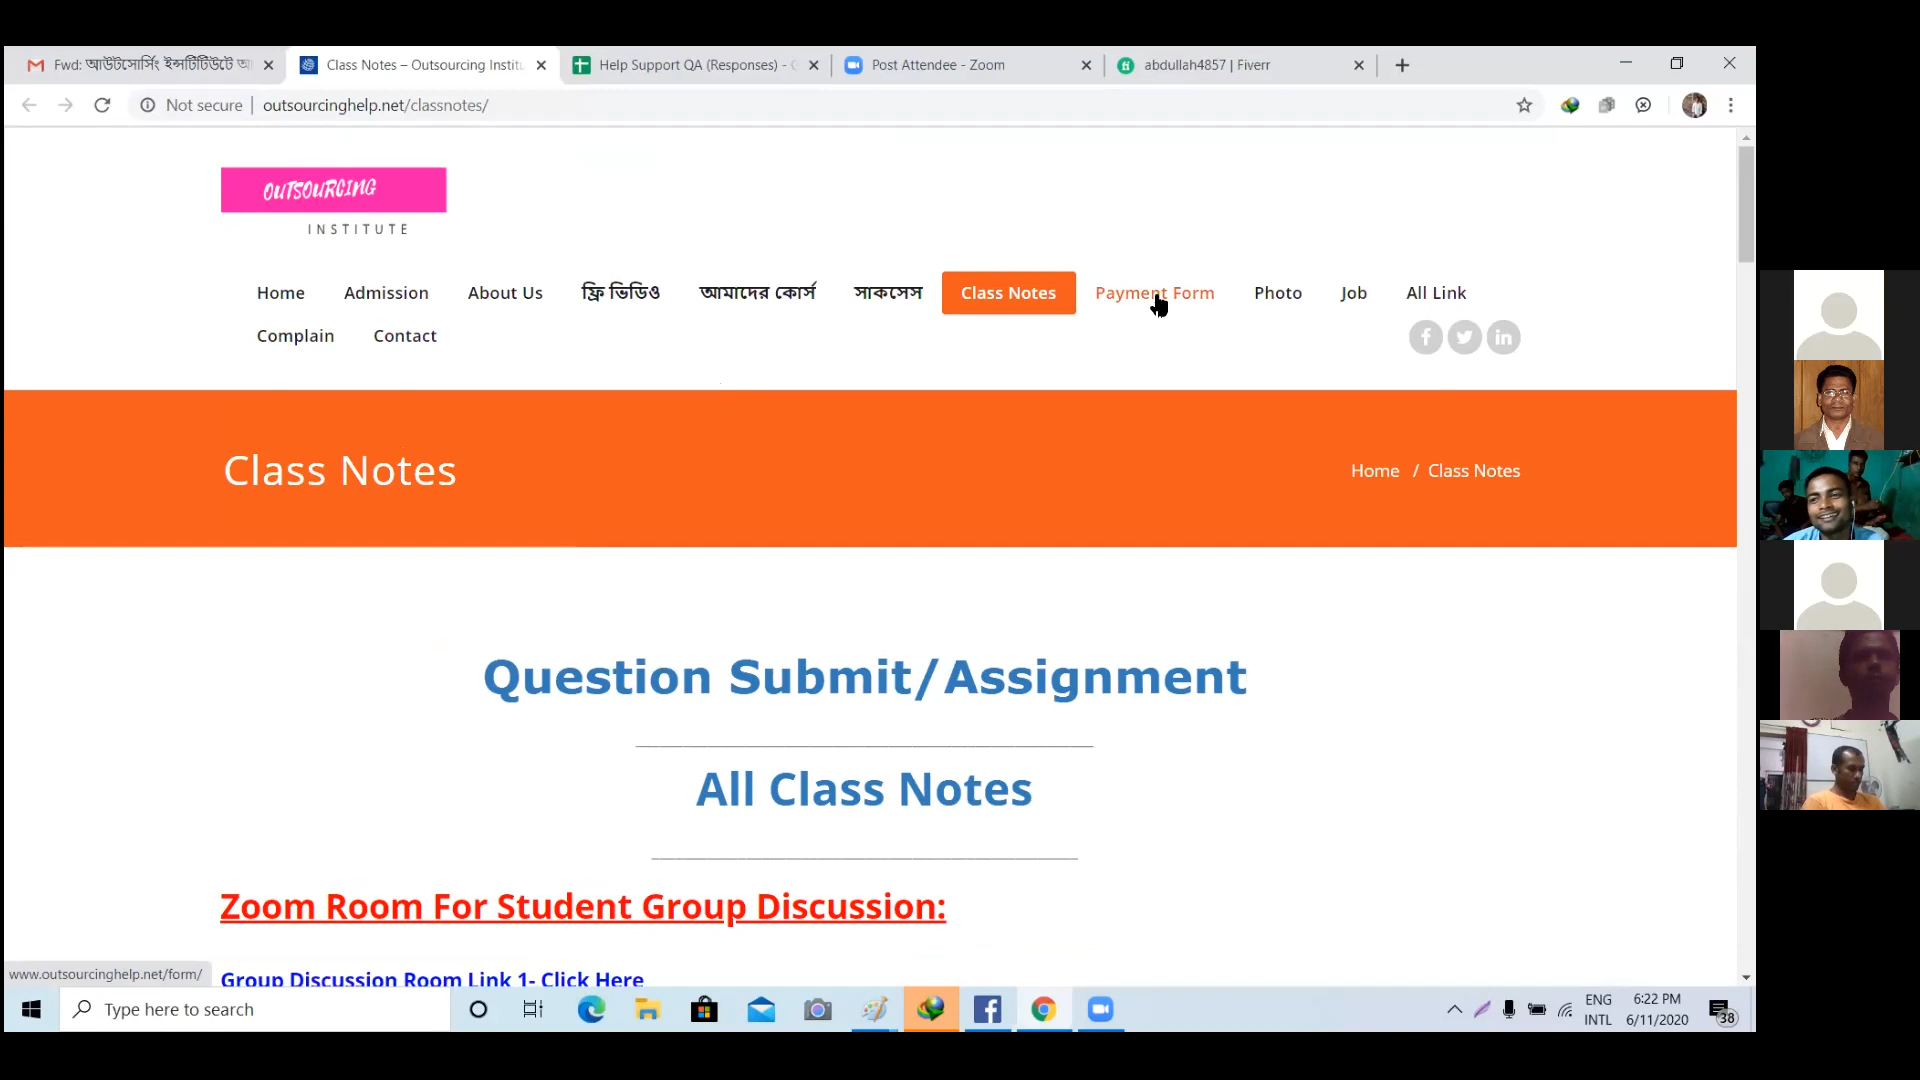 Fwd: আউটসোর্সিং ইন্সটিটিউটে আ
Class Notes – Outsourcing Institu
Help Support QA (Responses) -
Post Attendee - Zoom
abdullah4857 | Fiverr
Not secure | outsourcinghelp.net/classnotes/
OUTSOURCING
INSTITUTE
Home Admission About Us ফ্রি ভিডিও আমাদের কোর্স সাকসেস Class Notes Payment Form Photo Job All Link
Complain Contact
Class Notes
Home / Class Notes
Question Submit/Assignment
All Class Notes
Zoom Room For Student Group Discussion:
Group Discussion Room Link 1- Click Here
www.outsourcinghelp.net/form/
Type here to search
ENG
INTL
6:22 PM
6/11/2020
38